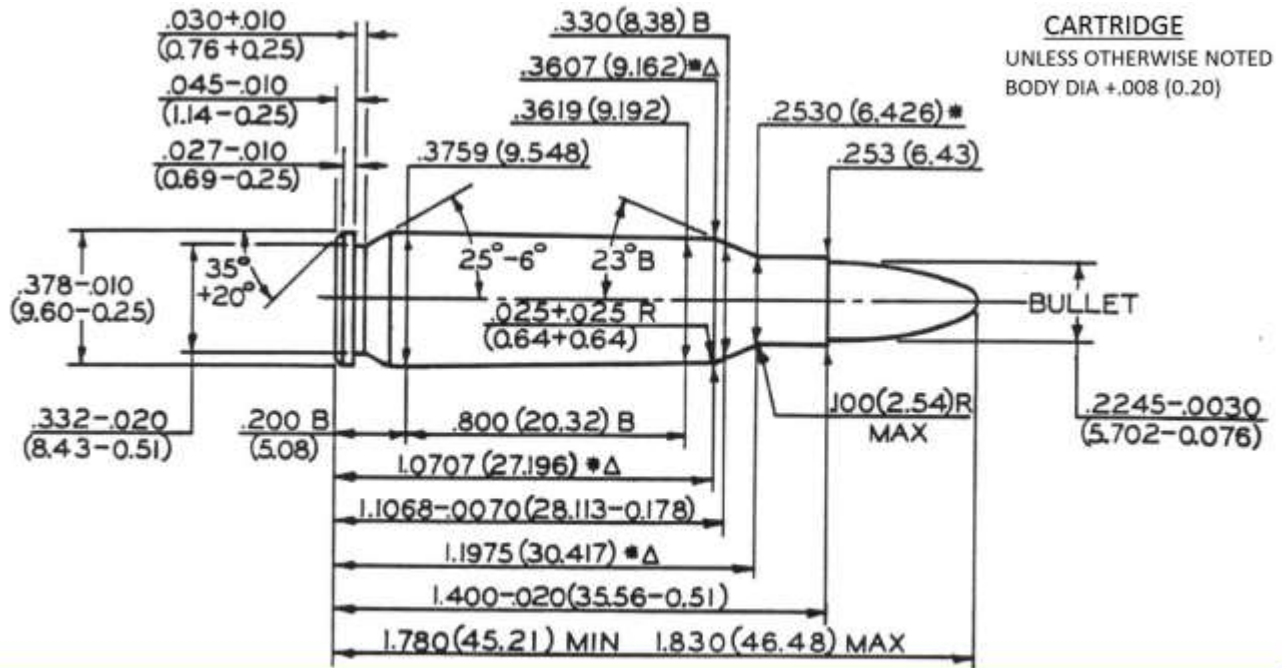 .030+.010
(0.76+0.25)
.045-.010
(1.14-0.25)
.027-.010
(0.69-0.25)
.330 (8.38) B
.3607 (9.162)*Δ
.3619 (9.192)
.3759 (9.548)
CARTRIDGE
UNLESS OTHERWISE NOTED
BODY DIA +.008 (0.20)
.2530 (6.426)*
.253 (6.43)
.378-.010
(9.60-0.25)
35°
+20°
25°-6°
23°B
.025+.025 R
(0.64+0.64)
BULLET
.332-.020
(8.43-0.51)
.200 B
(5.08)
.800 (20.32) B
.100(2.54)R
MAX
.2245-.0030
(5.702-0.076)
1.0707 (27.196) *Δ
1.1068-.0070(28.113-0.178)
1.1975 (30.417) *Δ
1.400-.020(35.56-0.51)
1.780(45.21) MIN 1.830 (46.48) MAX